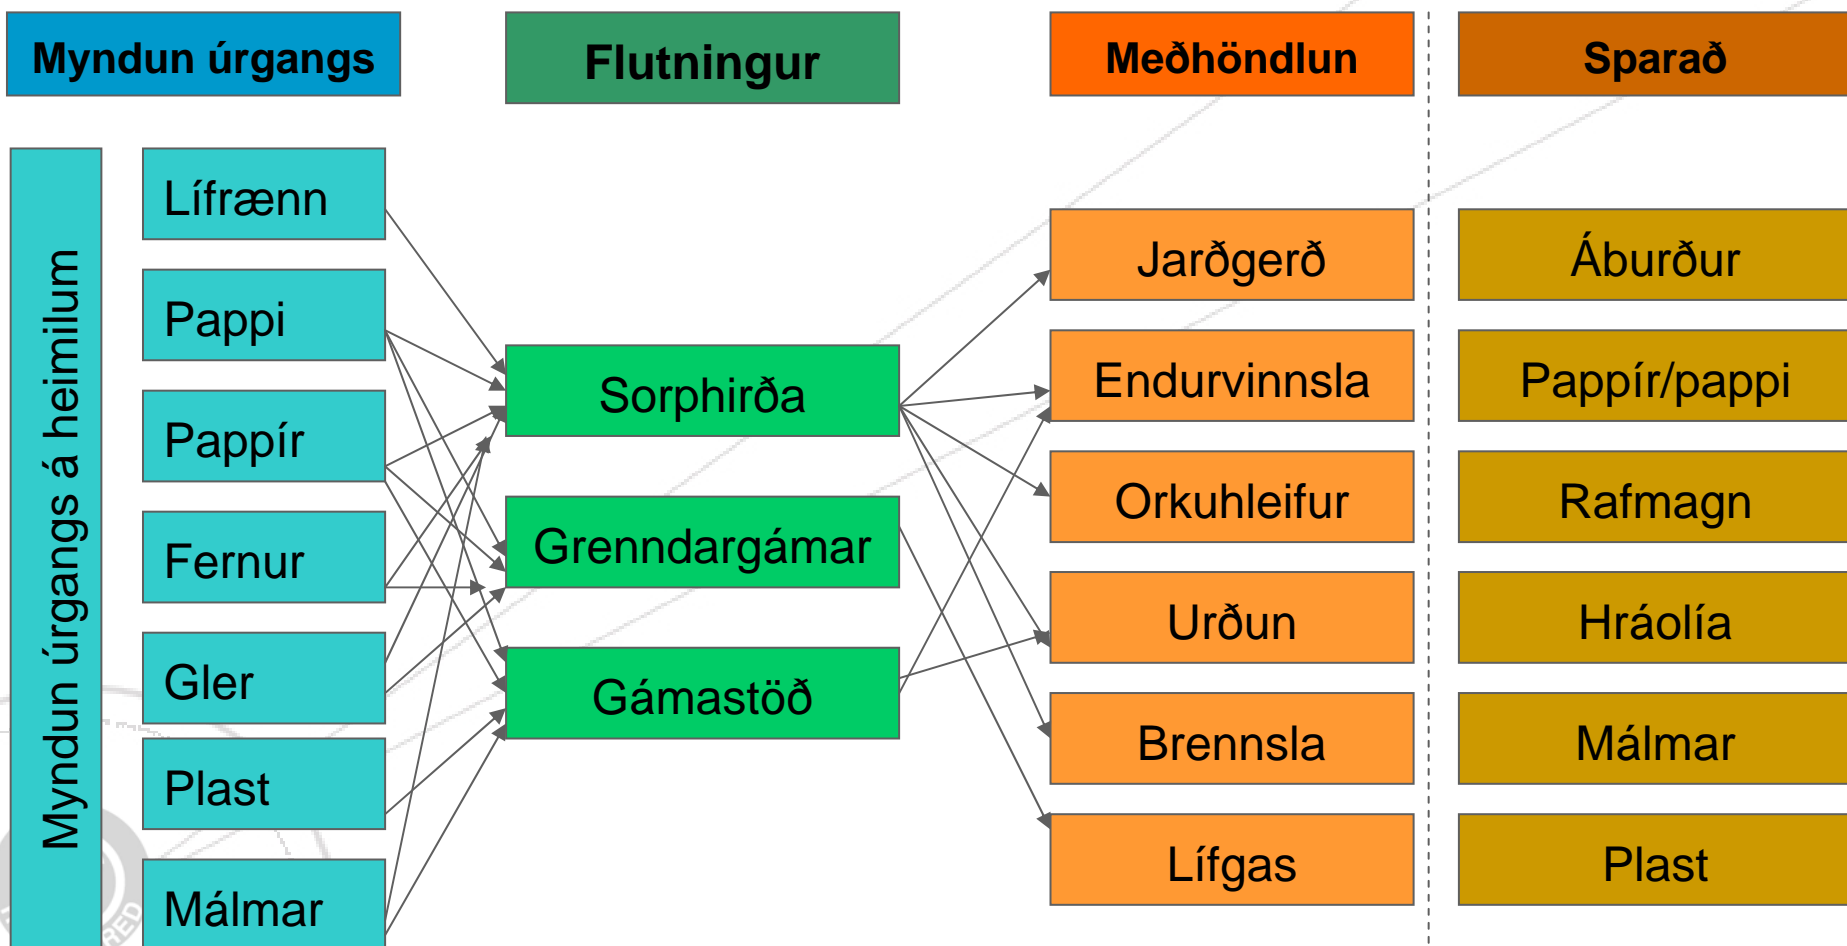 Myndun úrgangs
Flutningur
Meðhöndlun
Sparað
Myndun úrgangs á heimilum
Lífrænn
Pappi
Pappír
Fernur
Gler
Plast
Málmar
Sorphirða
Grenndargámar
Gámastöð
Jarðgerð
Endurvinnsla
Orkuhleifur
Urðun
Brennsla
Lífgas
Áburður
Pappír/pappi
Rafmagn
Hráolía
Málmar
Plast